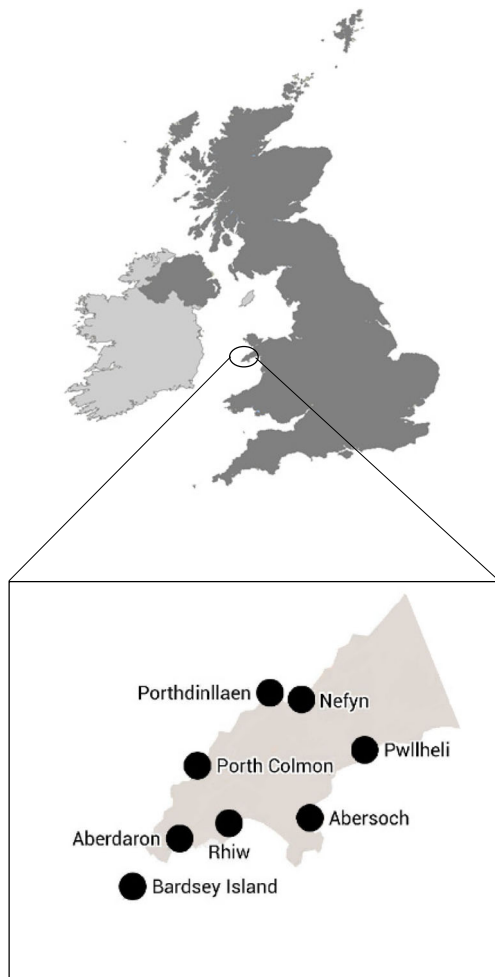 Porthdinllaen
Nefyn
Pwllheli
Porth Colmon
Abersoch
Aberdaron
Rhiw
Bardsey Island